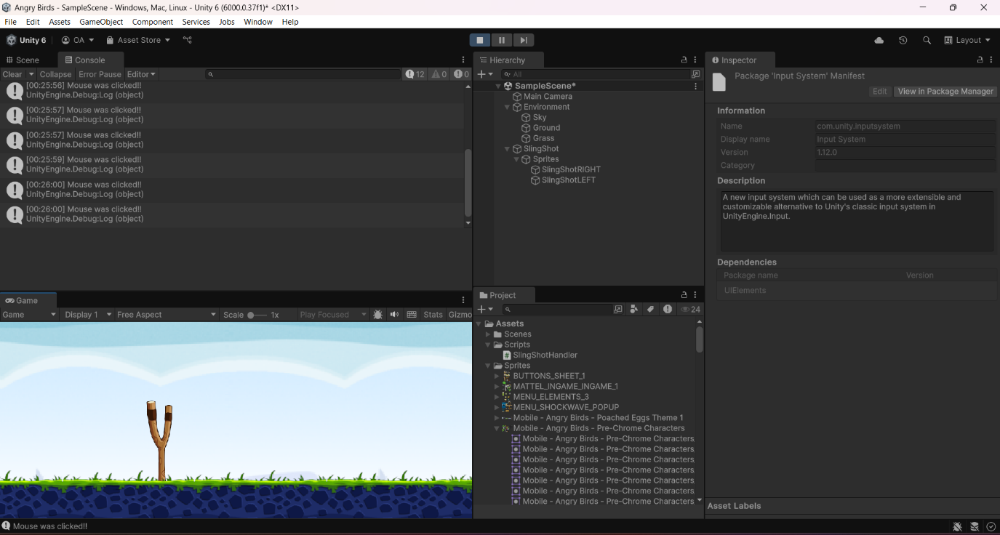 Angry Birds - SampleScene - Windows, Mac, Linux - Unity 6 (6000.0.37f1)* <DX11>
File Edit Assets GameObject Component Services Jobs Window Help
Unity 6 OA Asset Store Layout
Scene Console
Clear Collapse Error Pause Editor 12 0 0
[00:25:56] Mouse was clicked!!
UnityEngine.Debug:Log (object)
[00:25:57] Mouse was clicked!!
UnityEngine.Debug:Log (object)
[00:25:57] Mouse was clicked!!
UnityEngine.Debug:Log (object)
[00:25:59] Mouse was clicked!!
UnityEngine.Debug:Log (object)
[00:26:00] Mouse was clicked!!
UnityEngine.Debug:Log (object)
[00:26:00] Mouse was clicked!!
UnityEngine.Debug:Log (object)
Game
Game Display 1 Free Aspect Scale 1x Play Focused Stats Gizmo
Hierarchy
All
SampleScene*
Main Camera
Environment
Sky
Ground
Grass
SlingShot
Sprites
SlingShotRIGHT
SlingShotLEFT
Project
24
Assets
Scenes
Scripts
SlingShotHandler
Sprites
BUTTONS_SHEET_1
MATTEL_INGAME_INGAME_1
MENU_ELEMENTS_3
MENU_SHOCKWAVE_POPUP
Mobile - Angry Birds - Poached Eggs Theme 1
Mobile - Angry Birds - Pre-Chrome Characters
Mobile - Angry Birds - Pre-Chrome Characters
Mobile - Angry Birds - Pre-Chrome Characters
Mobile - Angry Birds - Pre-Chrome Characters
Mobile - Angry Birds - Pre-Chrome Characters
Mobile - Angry Birds - Pre-Chrome Characters
Mobile - Angry Birds - Pre-Chrome Characters
Mobile - Angry Birds - Pre-Chrome Characters
Inspector
Package 'Input System' Manifest
Edit View in Package Manager
Information
Name com.unity.inputsystem
Display name Input System
Version 1.12.0
Category
Description
A new input system which can be used as a more extensible and
customizable alternative to Unity's classic input system in
UnityEngine.Input.
Dependencies
Package name Version
UIElements
Asset Labels
Mouse was clicked!!